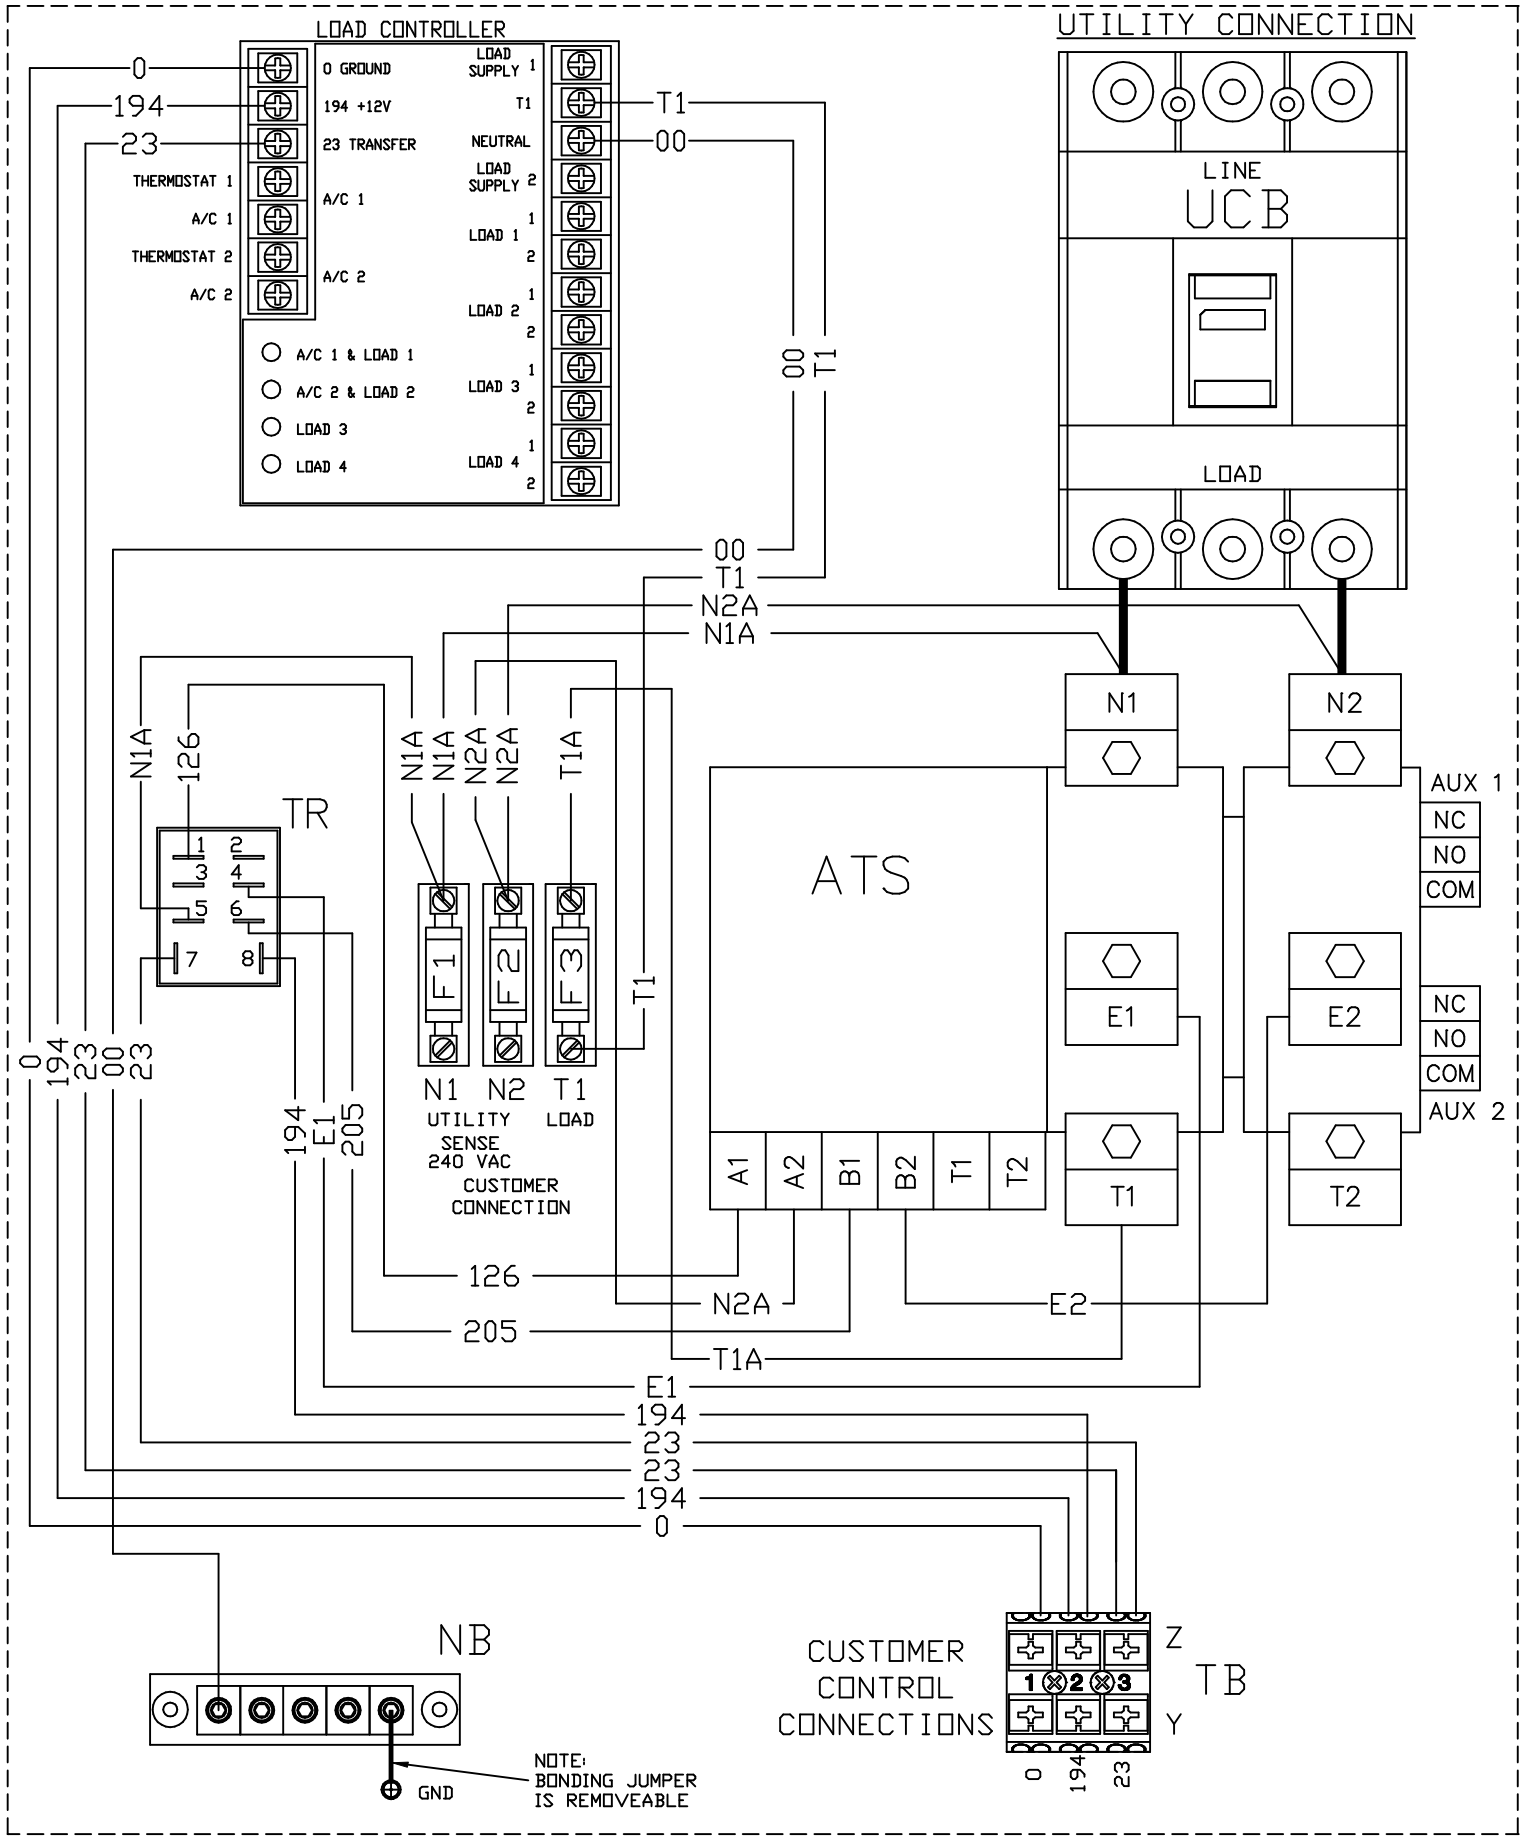 LOAD CONTROLLER
UTILITY CONNECTION
0
0 GROUND
LOAD
SUPPLY 1
194
194 +12V
T1
T1
23
23 TRANSFER
NEUTRAL
00
THERMOSTAT 1
LOAD
SUPPLY 2
A/C 1
A/C 1
1
LOAD 1
2
THERMOSTAT 2
A/C 2
A/C 2
1
LOAD 2
2
A/C 1 & LOAD 1
1
LOAD 3
2
A/C 2 & LOAD 2
LOAD 3
1
LOAD 4
2
LOAD 4
00
T1
LINE
UCB
LOAD
00
T1
N2A
N1A
N1
N2
N1A
126
N1A
N1A
N2A
N2A
T1A
TR
1 2
3 4
5 6
7 8
F1
F2
F3
T1
ATS
AUX 1
NC
NO
COM
E1
E2
NC
NO
COM
AUX 2
0
194
23
00
23
194
E1
205
N1 N2 T1
UTILITY LOAD
SENSE
240 VAC
CUSTOMER
CONNECTION
A1
A2
B1
B2
T1
T2
T1
T2
126
N2A
E2
205
T1A
E1
194
23
23
194
0
NB
CUSTOMER
CONTROL
CONNECTIONS
Z
1 2 3
TB
Y
0
194
23
GND
NOTE:
BONDING JUMPER
IS REMOVEABLE